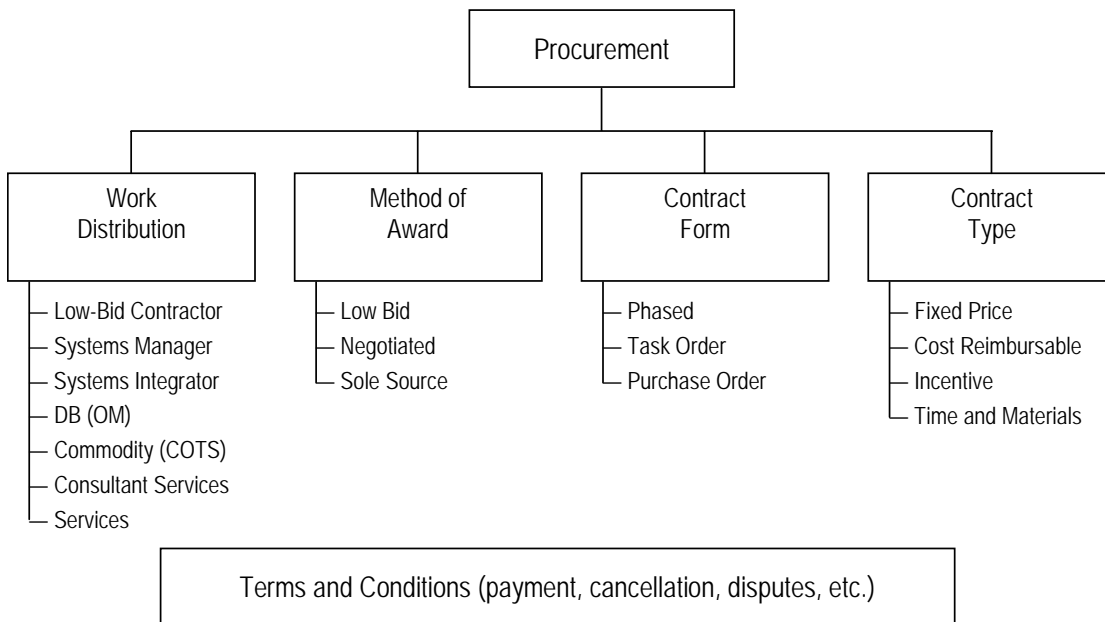 Procurement
Work
Distribution
Method of
Award
Contract
Form
Contract
Type
Low-Bid Contractor
Systems Manager
Systems Integrator
DB (OM)
Commodity (COTS)
Consultant Services
Services
Low Bid
Negotiated
Sole Source
Phased
Task Order
Purchase Order
Fixed Price
Cost Reimbursable
Incentive
Time and Materials
Terms and Conditions (payment, cancellation, disputes, etc.)